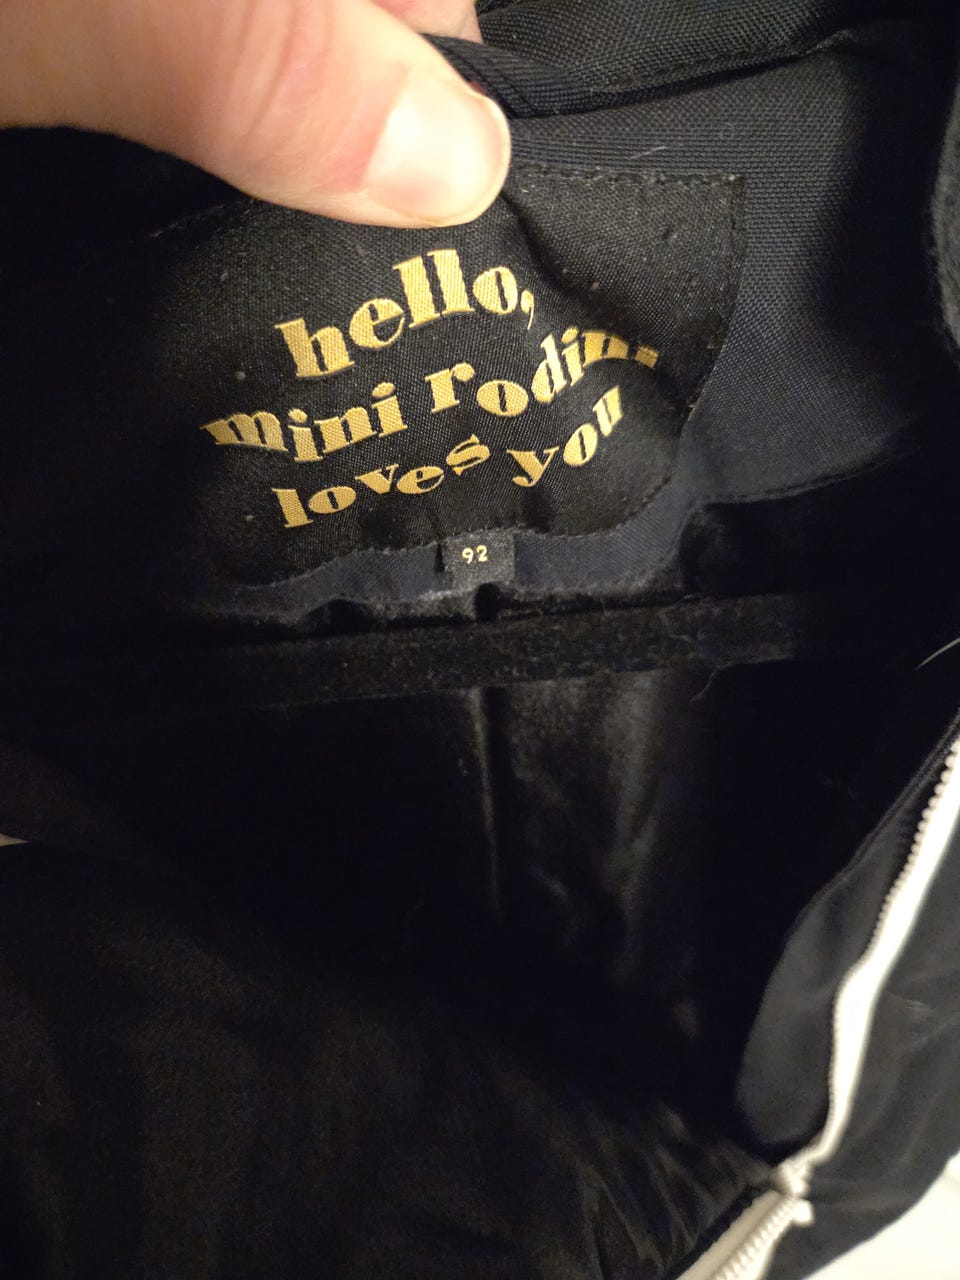 hello,
mini rodini
loves you
92